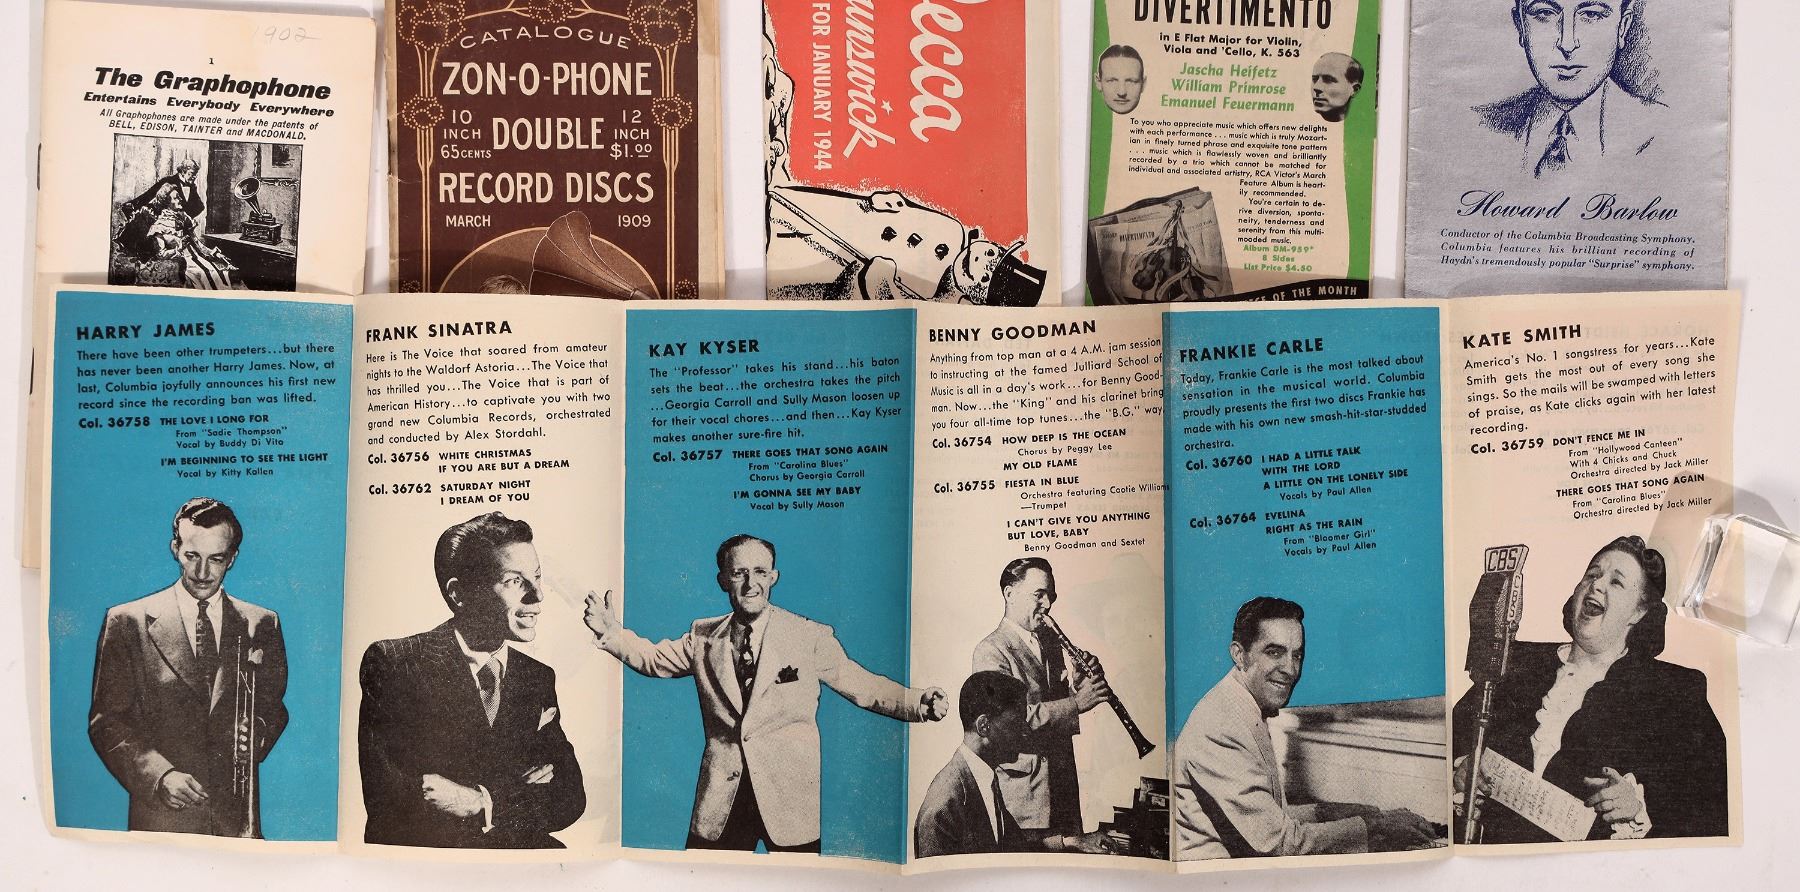 1902
1
The Graphophone
Entertains Everybody Everywhere
All Graphophones are made under the patents of
BELL, EDISON, TAINTER and MACDONALD.
CATALOGUE
ZON-O-PHONE
10 INCH 65 CENTS DOUBLE 12 INCH $1.00
RECORD DISCS
MARCH 1909
Decca
unswick
FOR JANUARY 1944
DIVERTIMENTO
in E Flat Major for Violin,
Viola and 'Cello, K. 563
Jascha Heifetz
William Primrose
Emanuel Feuermann
To you who appreciate music which offers new delights
with each performance . . . music which is truly Mozart-
ian in finely turned phrase and exquisite tone pattern
. . . music which is flawlessly woven and brilliantly
recorded by a trio which cannot be matched for
individual and associated artistry, RCA Victor's March
Feature Album is heart-
ily recommended.
You're certain to de-
rive diversion, sponta-
neity, tenderness and
serenity from this multi-
mooded music.
Album DM-959*
8 Sides
List Price $4.50
DIVERTIMENTO
OF THE MONTH
Howard Barlow
Conductor of the Columbia Broadcasting Symphony.
Columbia features his brilliant recording of
Haydn's tremendously popular "Surprise" symphony.
HARRY JAMES
There have been other trumpeters...but there
has never been another Harry James. Now, at
last, Columbia joyfully announces his first new
record since the recording ban was lifted.
Col. 36758 THE LOVE I LONG FOR
From "Sadie Thompson"
Vocal by Buddy Di Vito
I'M BEGINNING TO SEE THE LIGHT
Vocal by Kitty Kallen
FRANK SINATRA
Here is The Voice that soared from amateur
nights to the Waldorf Astoria...The Voice that
has thrilled you...The Voice that is part of
American History...to captivate you with two
grand new Columbia Records, orchestrated
and conducted by Alex Stordahl.
Col. 36756 WHITE CHRISTMAS
IF YOU ARE BUT A DREAM
Col. 36762 SATURDAY NIGHT
I DREAM OF YOU
KAY KYSER
The "Professor" takes his stand...his baton
sets the beat...the orchestra takes the pitch
...Georgia Carroll and Sully Mason loosen up
for their vocal chores...and then...Kay Kyser
makes another sure-fire hit.
Col. 36757 THERE GOES THAT SONG AGAIN
From "Carolina Blues"
Chorus by Georgia Carroll
I'M GONNA SEE MY BABY
Vocal by Sully Mason
BENNY GOODMAN
Anything from top man at a 4 A.M. jam session
to instructing at the famed Julliard School of
Music is all in a day's work...for Benny Good-
man. Now...the "King" and his clarinet bring
you four all-time top tunes...the "B.G." way.
Col. 36754 HOW DEEP IS THE OCEAN
Chorus by Peggy Lee
MY OLD FLAME
Col. 36755 FIESTA IN BLUE
Orchestra featuring Cootie Williams
—Trumpet
I CAN'T GIVE YOU ANYTHING
BUT LOVE, BABY
Benny Goodman and Sextet
FRANKIE CARLE
Today, Frankie Carle is the most talked about
sensation in the musical world. Columbia
proudly presents the first two discs Frankie has
made with his own new smash-hit-star-studded
orchestra.
Col. 36760 I HAD A LITTLE TALK
WITH THE LORD
A LITTLE ON THE LONELY SIDE
Vocals by Paul Allen
Col. 36764 EVELINA
RIGHT AS THE RAIN
From "Bloomer Girl"
Vocals by Paul Allen
KATE SMITH
America's No. 1 songstress for years...Kate
Smith gets the most out of every song she
sings. So the mails will be swamped with letters
of praise, as Kate clicks again with her latest
recording.
Col. 36759 DON'T FENCE ME IN
From "Hollywood Canteen"
With 4 Chicks and Chuck
Orchestra directed by Jack Miller
THERE GOES THAT SONG AGAIN
From "Carolina Blues"
Orchestra directed by Jack Miller
CBS
CBS